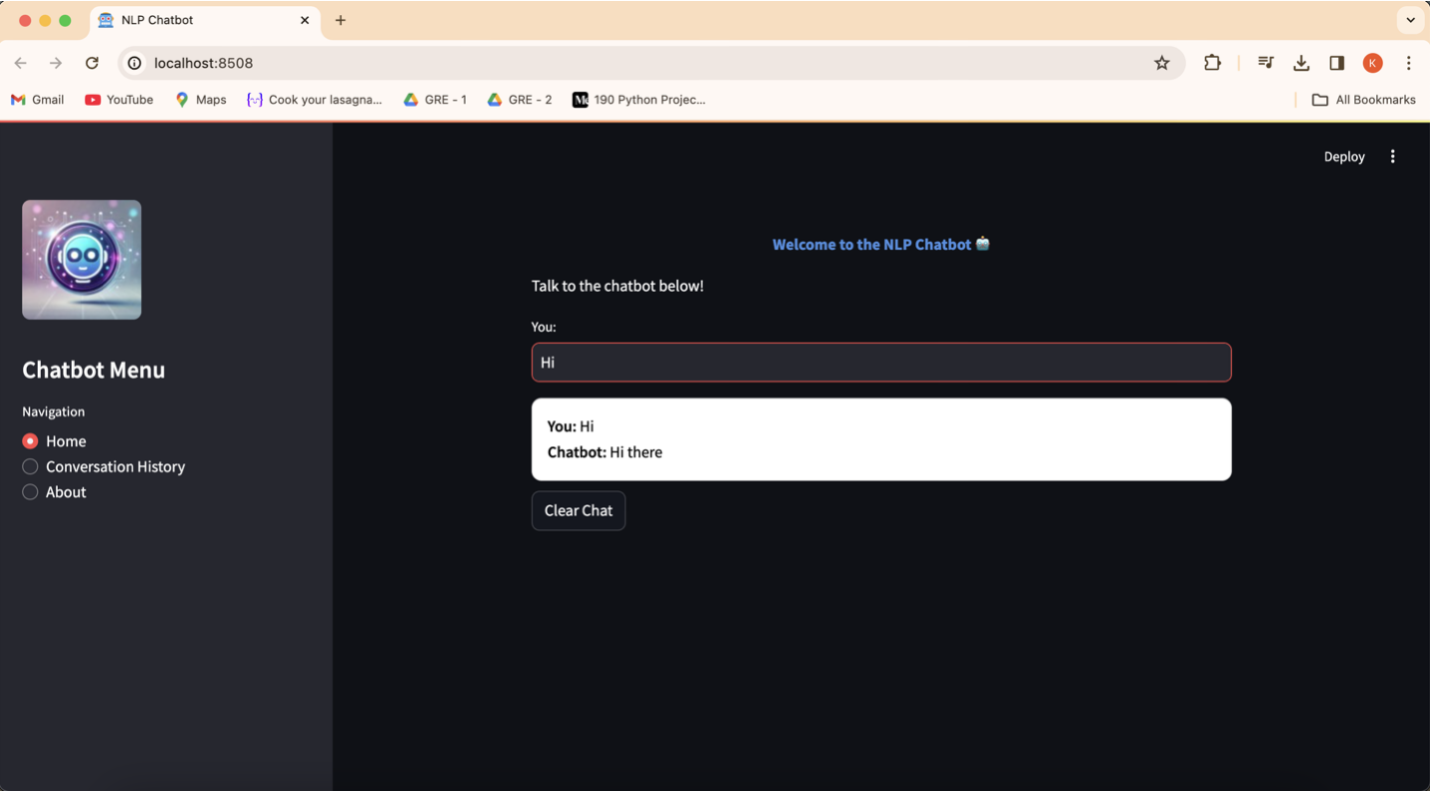 NLP Chatbot
localhost:8508
K
Gmail YouTube Maps Cook your lasagna... GRE - 1 GRE - 2 190 Python Projec... All Bookmarks
Deploy
Welcome to the NLP Chatbot
Talk to the chatbot below!
You:
Hi
You: Hi
Chatbot: Hi there
Clear Chat
Chatbot Menu
Navigation
Home
Conversation History
About